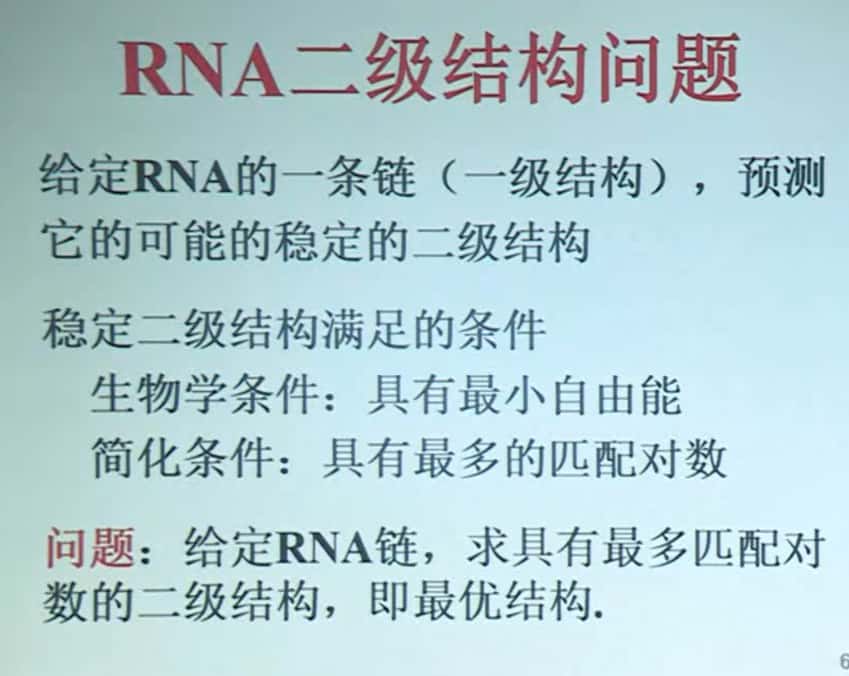 RNA二级结构问题
给定RNA的一条链（一级结构），预测
它的可能的稳定的二级结构
稳定二级结构满足的条件
生物学条件：具有最小自由能
简化条件：具有最多的匹配对数
问题：给定RNA链，求具有最多匹配对
数的二级结构，即最优结构.
6